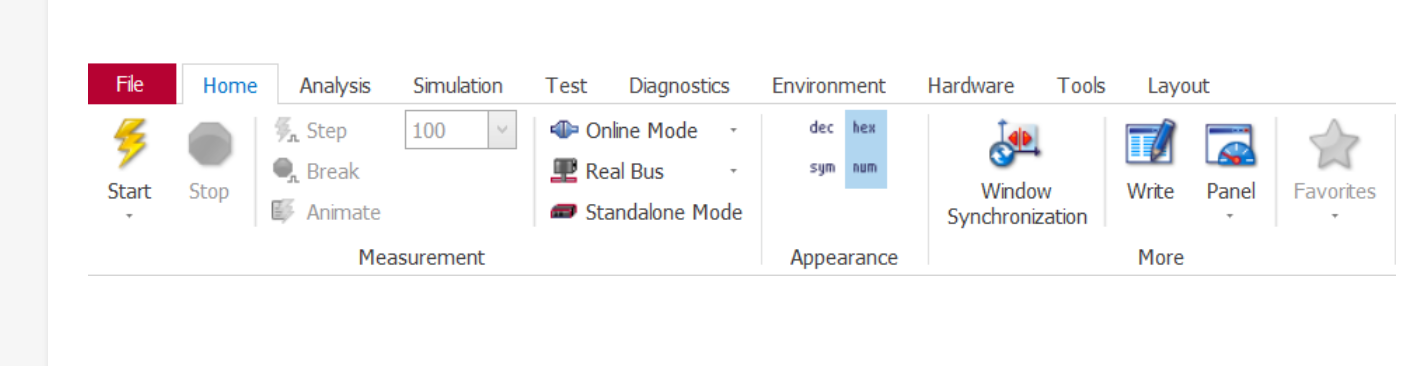 File Home Analysis Simulation Test Diagnostics Environment Hardware Tools Layout
Start
Stop
Step 100
Break
Animate
Online Mode
Real Bus
Standalone Mode
Measurement
dec hex
sym num
Appearance
Window
Synchronization
Write
Panel
Favorites
More